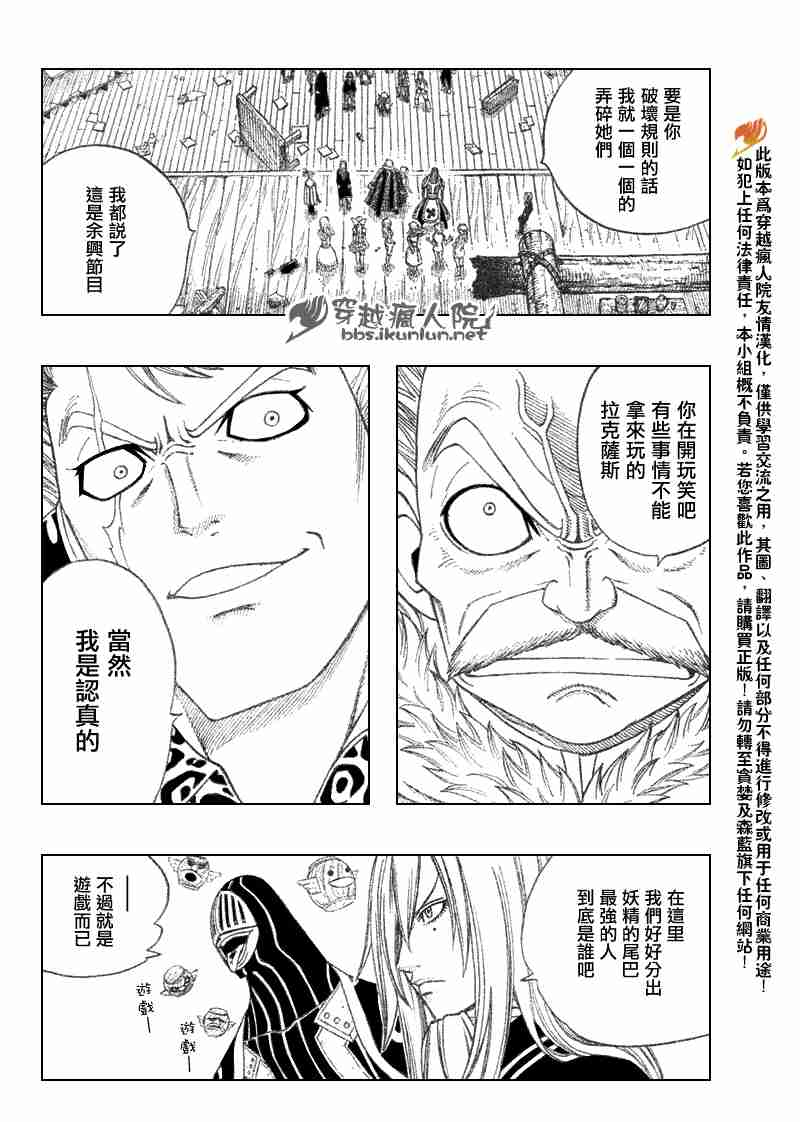 要是你
破壞規則的話
我就一個一個的
弄碎她們
我都説了
這是余興節目
穿越瘋人院
bbs.ikunlun.net
你在開玩笑吧
有些事情不能
拿來玩的
拉克薩斯
當然
我是認真的
在這里
我們好好分出
妖精的尾巴
最強的人
到底是誰吧
不過就是
遊戲而已
遊戲—
遊戲—
此版本爲穿越瘋人院友情漢化，僅供學習交流之用，其圖、翻譯以及任何部分不得進行修改或用于任何商業用途！
如犯上任何法律責任，本小組概不負責。若您喜歡此作品，請購買正版！請勿轉至貪婪及森藍旗下任何網站！